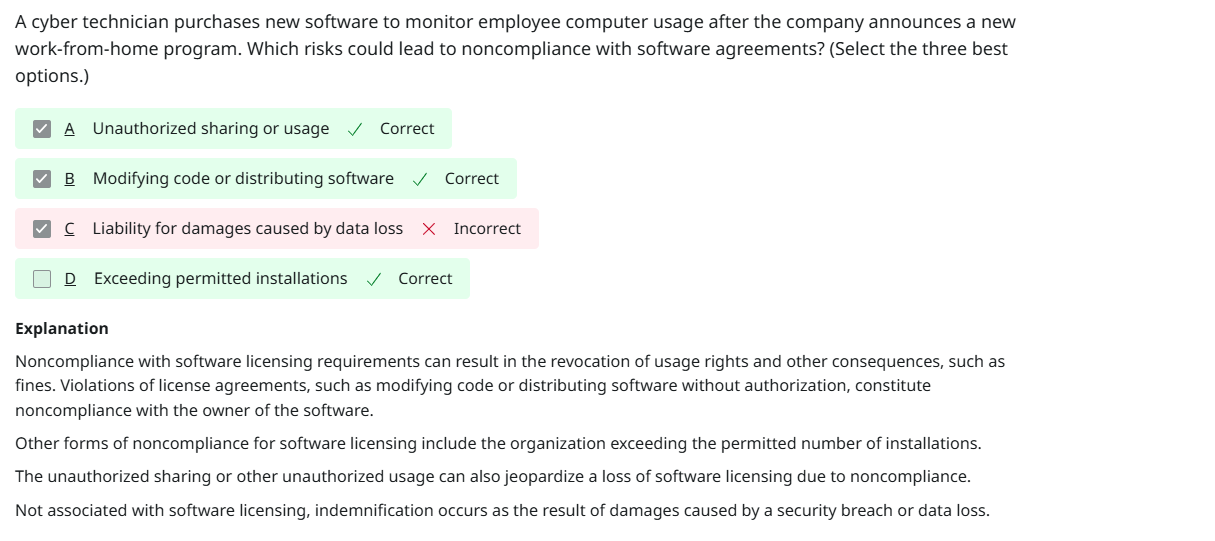 A cyber technician purchases new software to monitor employee computer usage after the company announces a new
work-from-home program. Which risks could lead to noncompliance with software agreements? (Select the three best
options.)
A Unauthorized sharing or usage Correct
B Modifying code or distributing software Correct
C Liability for damages caused by data loss Incorrect
D Exceeding permitted installations Correct
Explanation
Noncompliance with software licensing requirements can result in the revocation of usage rights and other consequences, such as
fines. Violations of license agreements, such as modifying code or distributing software without authorization, constitute
noncompliance with the owner of the software.
Other forms of noncompliance for software licensing include the organization exceeding the permitted number of installations.
The unauthorized sharing or other unauthorized usage can also jeopardize a loss of software licensing due to noncompliance.
Not associated with software licensing, indemnification occurs as the result of damages caused by a security breach or data loss.